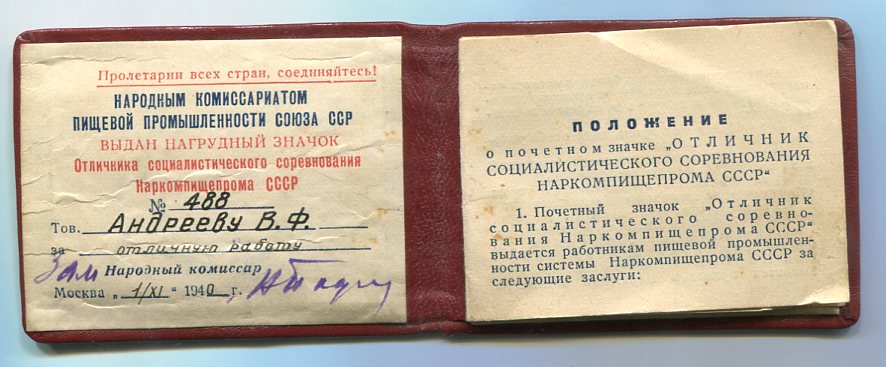 Пролетарии всех стран, соединяйтесь!
НАРОДНЫМ КОМИССАРИАТОМ
ПИЩЕВОЙ ПРОМЫШЛЕННОСТИ СОЮЗА ССР
ВЫДАН НАГРУДНЫЙ ЗНАЧОК
Отличника социалистического соревнования
Наркомпищепрома СССР
№ 488
Тов. Андрееву В.Ф.
за отличную работу
Зам Народный комиссар
Москва „1/XI“ 1940 г.
ПОЛОЖЕНИЕ
о почетном значке „ОТЛИЧНИК
СОЦИАЛИСТИЧЕСКОГО СОРЕВНОВАНИЯ
НАРКОМПИЩЕПРОМА СССР“
1. Почетный значок „Отличник
социалистического соревно-
вания Наркомпищепрома СССР“
выдается работникам пищевой промышлен-
ности системы Наркомпищепрома СССР за
следующие заслуги: